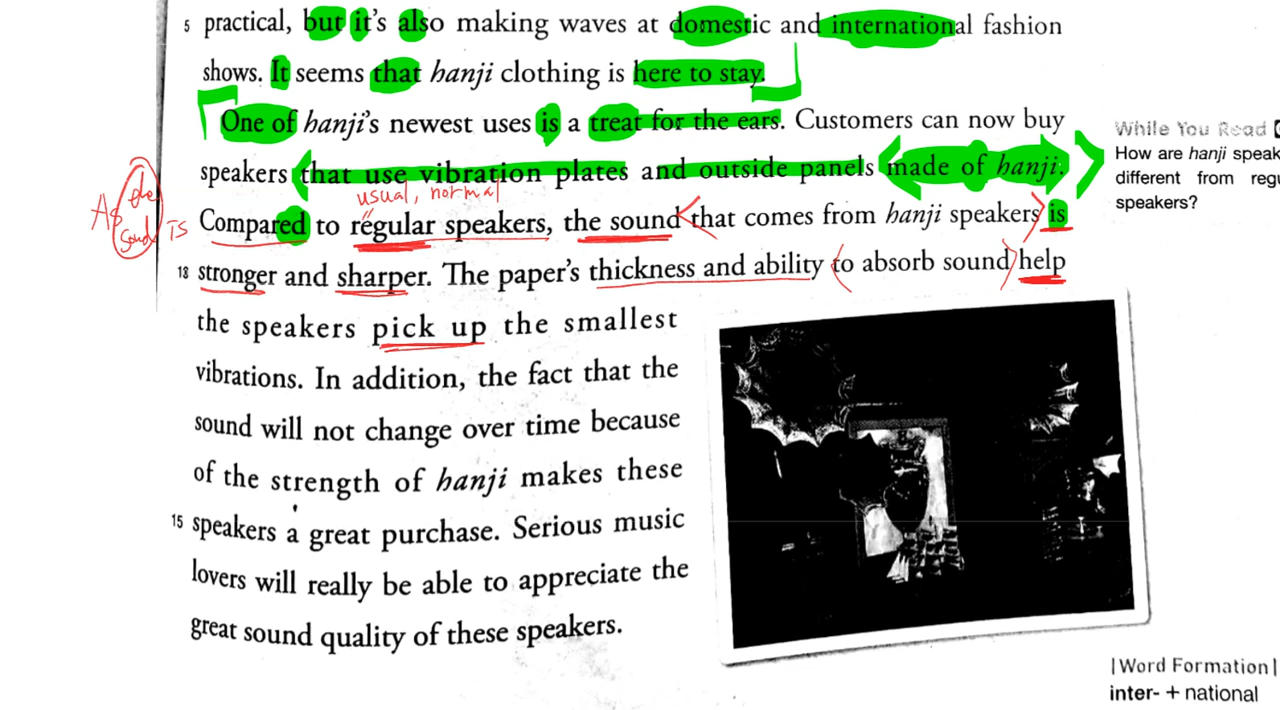 5 practical, but it's also making waves at domestic and international fashion
shows. It seems that hanji clothing is here to stay.
One of hanji's newest uses is a treat for the ears. Customers can now buy
speakers that use vibration plates and outside panels made of hanji.
usual, normal
As the sound is
Compared to regular speakers, the sound that comes from hanji speakers is
18 stronger and sharper. The paper's thickness and ability to absorb sound help
the speakers pick up the smallest
vibrations. In addition, the fact that the
sound will not change over time because
of the strength of hanji makes these
15 speakers a great purchase. Serious music
lovers will really be able to appreciate the
great sound quality of these speakers.
While You Read
How are hanji speak
different from regu
speakers?
|Word Formation|
inter- + national